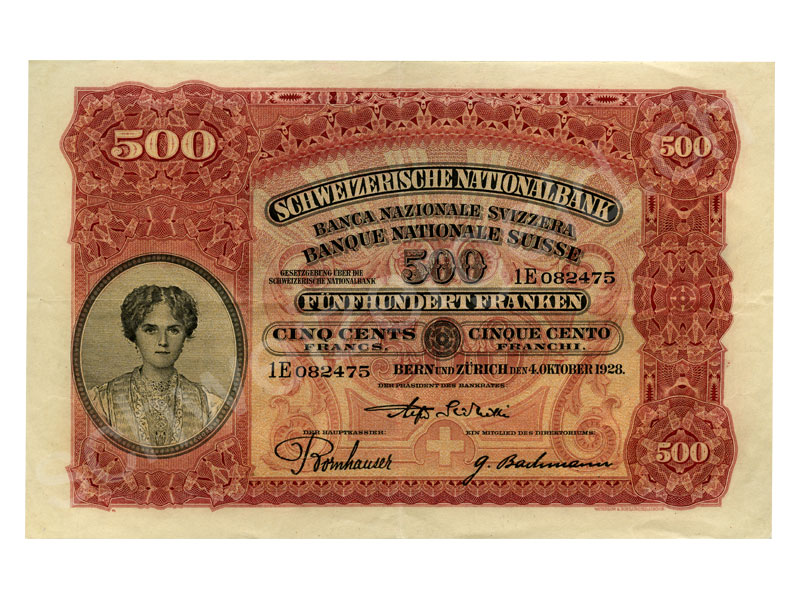 500
500
SCHWEIZERISCHE NATIONALBANK
BANCA NAZIONALE SVIZZERA
BANQUE NATIONALE SUISSE
500
GESETZGEBUNG ÜBER DIE
SCHWEIZERISCHE NATIONALBANK
1E 082475
FÜNFHUNDERT FRANKEN
CINQ CENTS
FRANCS.
CINQUE CENTO
FRANCHI.
1E 082475
BERN UND ZÜRICH DEN 4. OKTOBER 1928.
DER PRÄSIDENT DES BANKRATES
DER HAUPTKASSIER:
EIN MITGLIED DES DIREKTORIUMS:
Bornhauser
G. Bachmann
500